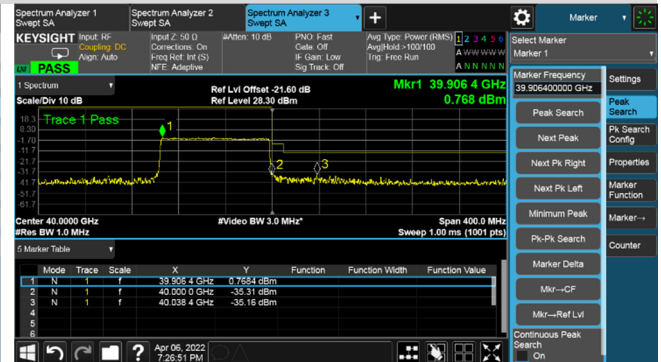 Spectrum Analyzer 1
Swept SA
Spectrum Analyzer 2
Swept SA
Spectrum Analyzer 3
Swept SA
+
Marker
KEYSIGHT
Input: RF
Coupling: DC
Align: Auto
Input Z: 50 Ω
Corrections: On
Freq Ref: Int (S)
NFE: Adaptive
#Atten: 10 dB
PNO: Fast
Gate: Off
IF Gain: Low
Sig Track: Off
Avg Type: Power (RMS)
Avg|Hold >100/100
Trig: Free Run
1 2 3 4 5 6
A W W W W W
A N N N N N
PASS
Select Marker
Marker 1
1 Spectrum
Scale/Div 10 dB
Ref Lvl Offset -21.60 dB
Ref Level 28.30 dBm
Mkr1 39.906 4 GHz
0.768 dBm
Trace 1 Pass
18.3
8.30
-1.70
-11.7
-21.7
-31.7
-41.7
-51.7
-61.7
1
2
3
Center 40.0000 GHz
#Res BW 1.0 MHz
#Video BW 3.0 MHz*
Span 400.0 MHz
Sweep 1.00 ms (1001 pts)
5 Marker Table
Mode Trace Scale X Y Function Function Width Function Value
1 N 1 f 39.906 4 GHz 0.7684 dBm
2 N 1 f 40.000 0 GHz -35.31 dBm
3 N 1 f 40.038 4 GHz -35.16 dBm
4
5
6
Marker Frequency
39.906400000 GHz
Peak Search
Next Peak
Next Pk Right
Next Pk Left
Minimum Peak
Pk-Pk Search
Marker Delta
Mkr→CF
Mkr→Ref Lvl
Continuous Peak
Search
On
Settings
Peak
Search
Pk Search
Config
Properties
Marker
Function
Marker→
Counter
?
Apr 06, 2022
7:26:51 PM